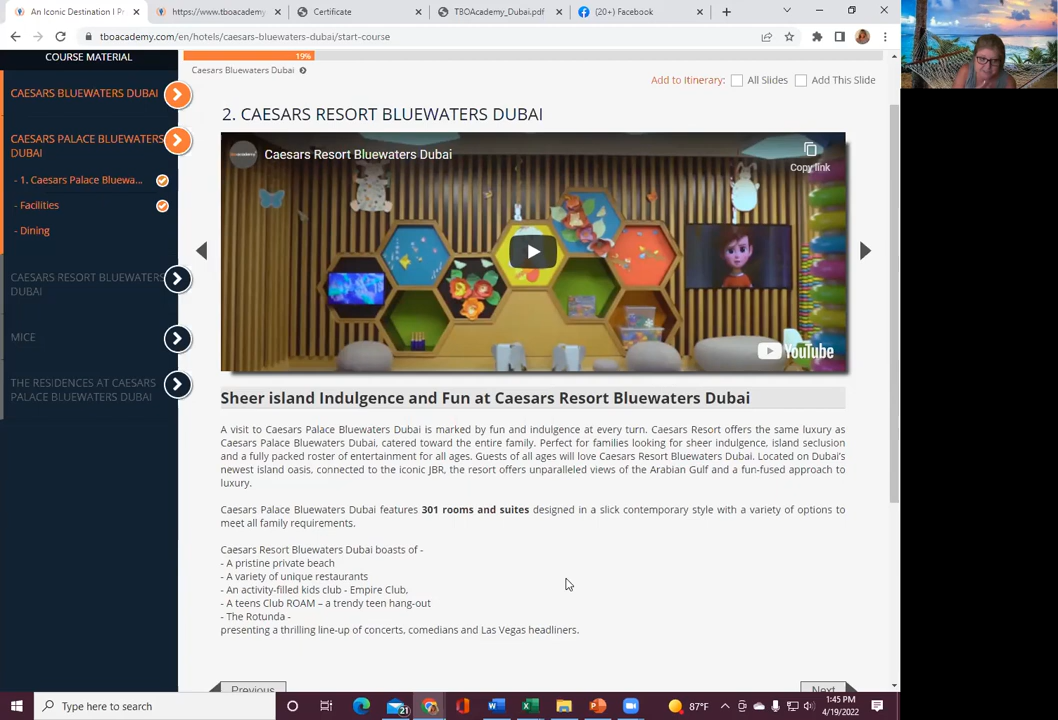 An Iconic Destination I P
https://www.tboacademy
Certificate
TBOAcademy_Dubai.pdf
(20+) Facebook
tboacademy.com/en/hotels/caesars-bluewaters-dubai/start-course
COURSE MATERIAL
CAESARS BLUEWATERS DUBAI
CAESARS PALACE BLUEWATERS
DUBAI
- 1. Caesars Palace Bluewa...
- Facilities
- Dining
CAESARS RESORT BLUEWATERS
DUBAI
MICE
THE RESIDENCES AT CAESARS
PALACE BLUEWATERS DUBAI
19%
Caesars Bluewaters Dubai
Add to Itinerary: All Slides Add This Slide
2. CAESARS RESORT BLUEWATERS DUBAI
Caesars Resort Bluewaters Dubai
Copy link
YouTube
Sheer island Indulgence and Fun at Caesars Resort Bluewaters Dubai
A visit to Caesars Palace Bluewaters Dubai is marked by fun and indulgence at every turn. Caesars Resort offers the same luxury as
Caesars Palace Bluewaters Dubai, catered toward the entire family. Perfect for families looking for sheer indulgence, island seclusion
and a fully packed roster of entertainment for all ages. Guests of all ages will love Caesars Resort Bluewaters Dubai. Located on Dubai's
newest island oasis, connected to the iconic JBR, the resort offers unparalleled views of the Arabian Gulf and a fun-fused approach to
luxury.
Caesars Palace Bluewaters Dubai features 301 rooms and suites designed in a slick contemporary style with a variety of options to
meet all family requirements.
Caesars Resort Bluewaters Dubai boasts of -
- A pristine private beach
- A variety of unique restaurants
- An activity-filled kids club - Empire Club,
- A teens Club ROAM – a trendy teen hang-out
- The Rotunda -
presenting a thrilling line-up of concerts, comedians and Las Vegas headliners.
Previous
Next
Type here to search
21
87°F
1:45 PM
4/19/2022